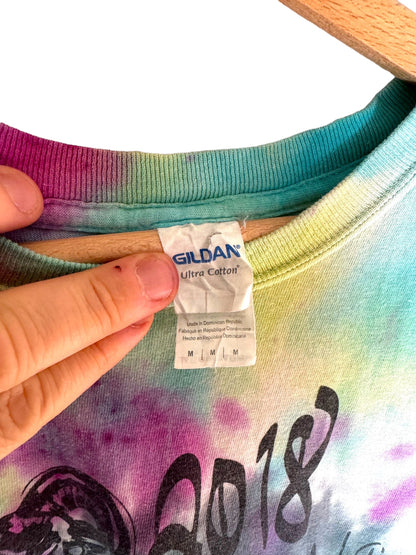 GILDAN®
Ultra Cotton®
Made in Dominican Republic
Fabriqué en République Dominicaine
Hecho en República Dominicana
M | M | M
2018